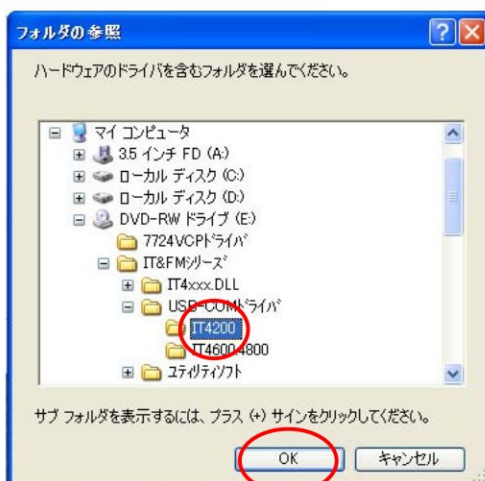 フォルダの参照
ハードウェアのドライバを含むフォルダを選んでください。
マイ コンピュータ
3.5 インチ FD (A:)
ローカル ディスク (C:)
ローカル ディスク (D:)
DVD-RW ドライブ (E:)
7724VCPドライバ
IT&FMシリーズ
IT4xxx.DLL
USB-COMドライバ
IT4200
IT4600,4800
ユティリティソフト
サブ フォルダを表示するには、プラス (+) サインをクリックしてください。
OK
キャンセル